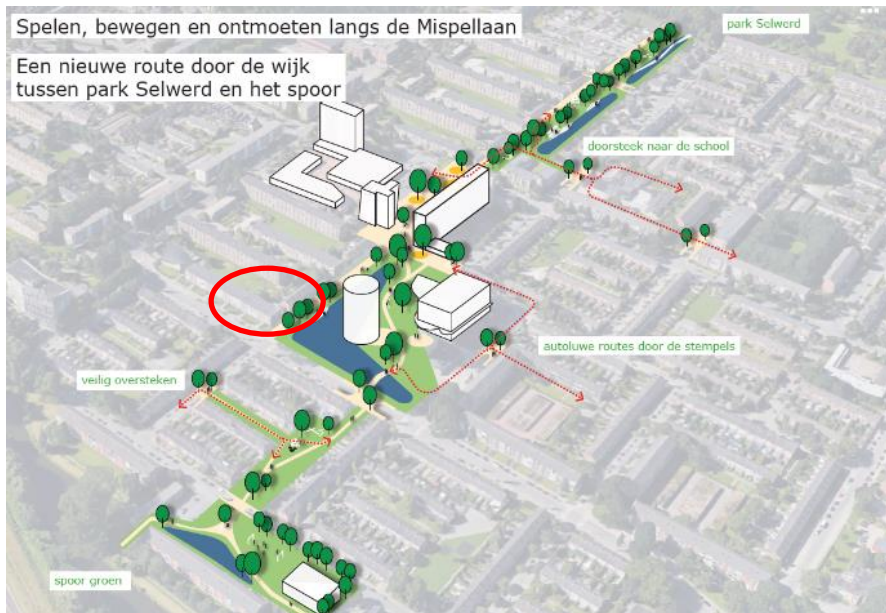 Spelen, bewegen en ontmoeten langs de Mispellaan
Een nieuwe route door de wijk
tussen park Selwerd en het spoor
park Selwerd
doorsteek naar de school
autoluwe routes door de stempels
veilig oversteken
spoor groen